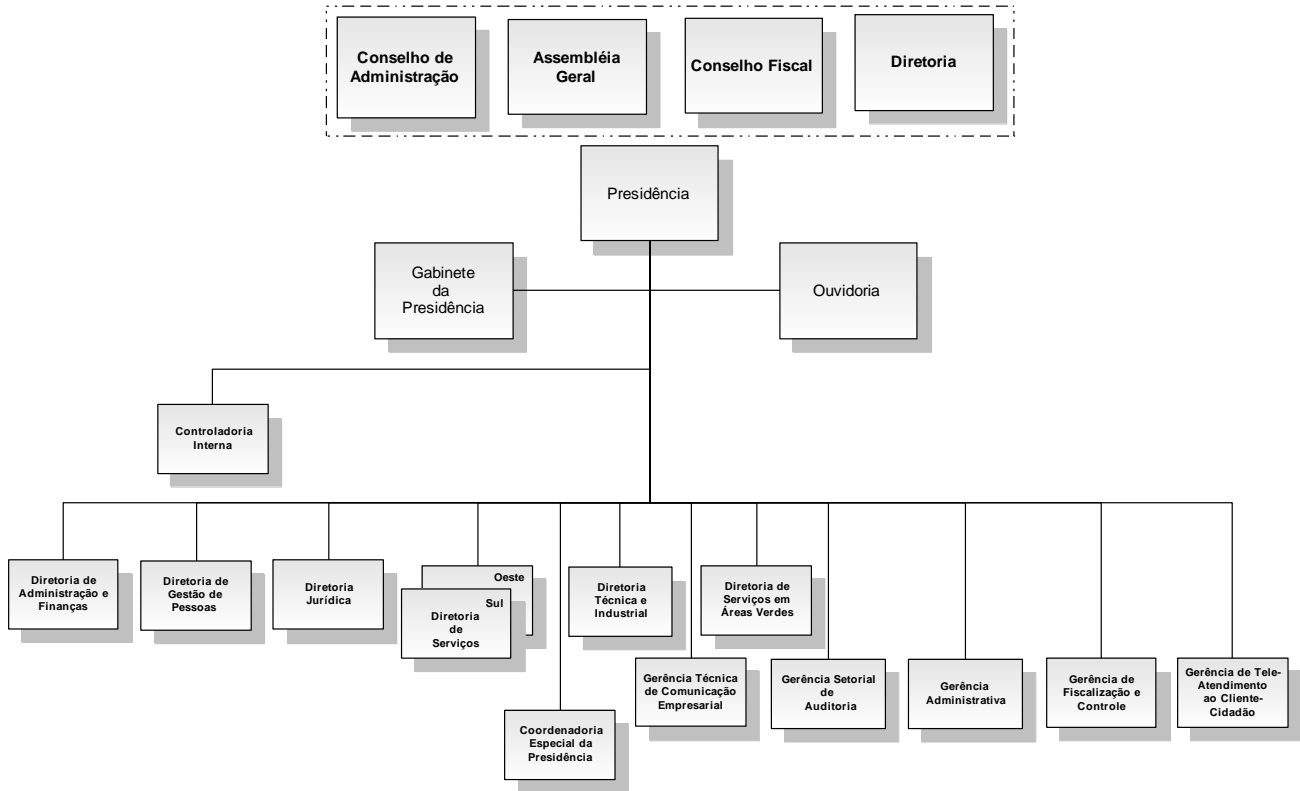 Conselho de
Administração
Assembléia
Geral
Conselho Fiscal
Diretoria
Presidência
Gabinete
da
Presidência
Ouvidoria
Controladoria
Interna
Diretoria de
Administração e
Finanças
Diretoria de
Gestão de
Pessoas
Diretoria
Jurídica
Oeste
Sul
Diretoria
de
Serviços
Diretoria
Técnica e
Industrial
Diretoria de
Serviços em
Áreas Verdes
Coordenadoria
Especial da
Presidência
Gerência Técnica
de Comunicação
Empresarial
Gerência Setorial
de
Auditoria
Gerência
Administrativa
Gerência de
Fiscalização e
Controle
Gerência de Tele-
Atendimento
ao Cliente-
Cidadão